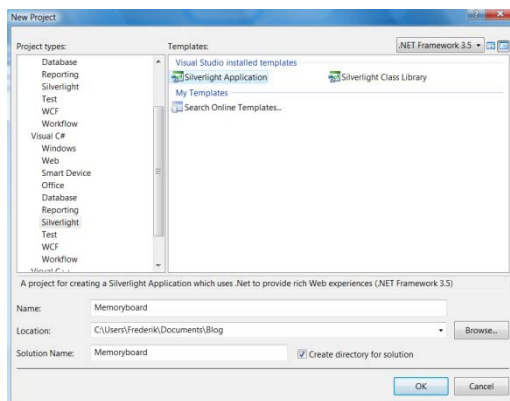 New Project
Project types:
Templates:
.NET Framework 3.5
Database
Reporting
Silverlight
Test
WCF
Workflow
Visual C#
Windows
Web
Smart Device
Office
Database
Reporting
Silverlight
Test
WCF
Workflow
Visual C++
Visual Studio installed templates
Silverlight Application
Silverlight Class Library
My Templates
Search Online Templates...
A project for creating a Silverlight Application which uses .Net to provide rich Web experiences (.NET Framework 3.5)
Name:
Memoryboard
Location:
C:\Users\Frederik\Documents\Blog
Browse...
Solution Name:
Memoryboard
Create directory for solution
OK
Cancel